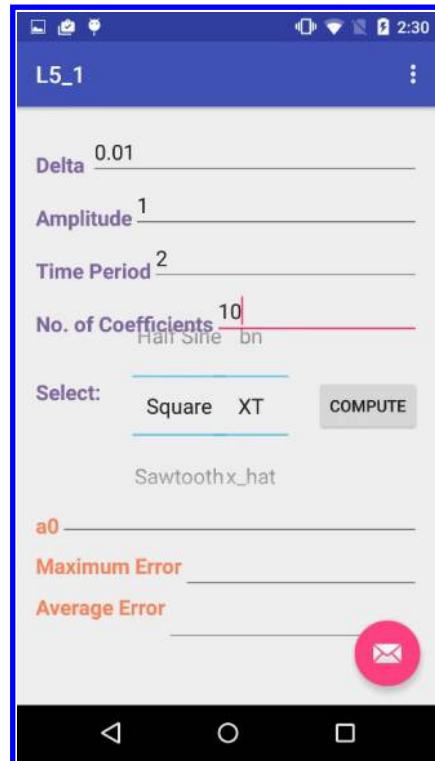 2:30
L5_1
Delta 0.01
Amplitude 1
Time Period 2
No. of Coefficients 10
Half Sine bn
Select: Square XT COMPUTE
Sawtooth x_hat
a0
Maximum Error
Average Error